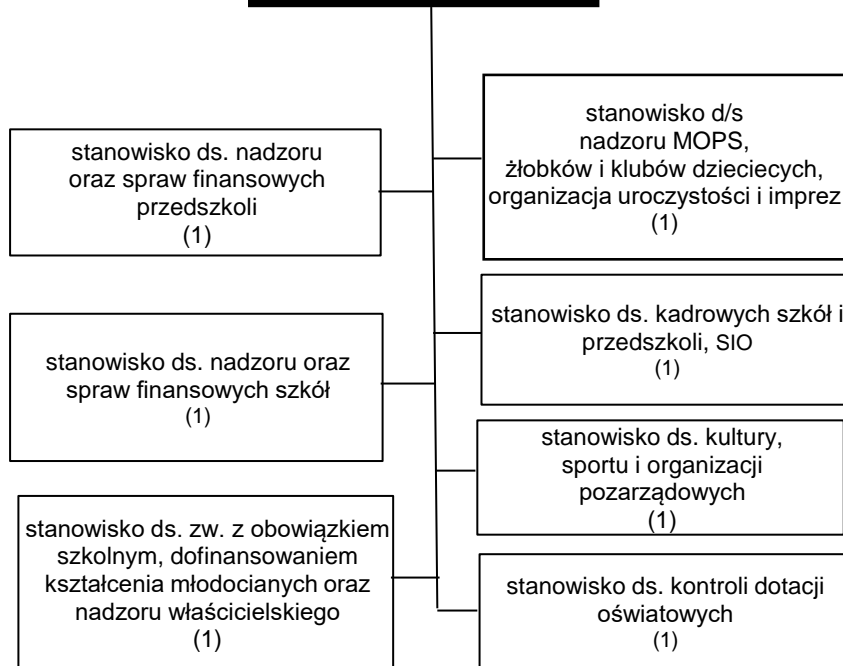 stanowisko ds. nadzoru
oraz spraw finansowych
przedszkoli
(1)
stanowisko d/s
nadzoru MOPS,
żłobków i klubów dzieciecych,
organizacja uroczystości i imprez
(1)
stanowisko ds. nadzoru oraz
spraw finansowych szkół
(1)
stanowisko ds. kadrowych szkół i
przedszkoli, SIO
(1)
stanowisko ds. zw. z obowiązkiem
szkolnym, dofinansowaniem
kształcenia młodocianych oraz
nadzoru właścicielskiego
(1)
stanowisko ds. kultury,
sportu i organizacji
pozarządowych
(1)
stanowisko ds. kontroli dotacji
oświatowych
(1)